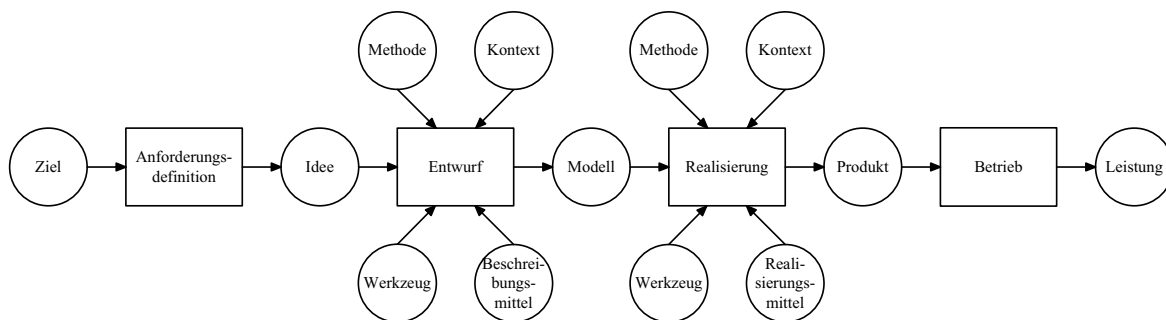 Methode
Kontext
Methode
Kontext
Ziel
Anforderungs-
definition
Idee
Entwurf
Modell
Realisierung
Produkt
Betrieb
Leistung
Werkzeug
Beschrei-
bungs-
mittel
Werkzeug
Reali-
sierungs-
mittel